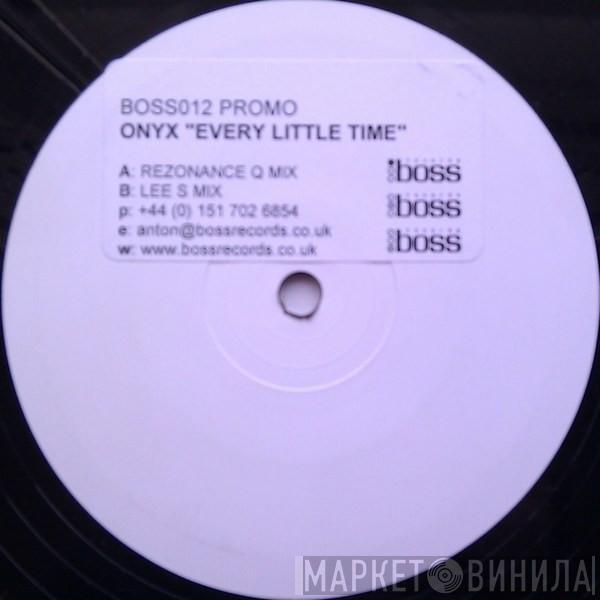 BOSS012 PROMO
ONYX "EVERY LITTLE TIME"
A: REZONANCE Q MIX
B: LEE S MIX
p: +44 (0) 151 702 6854
e: anton@bossrecords.co.uk
w: www.bossrecords.co.uk
boss
boss
boss
МАРКЕТ ВИНИЛА